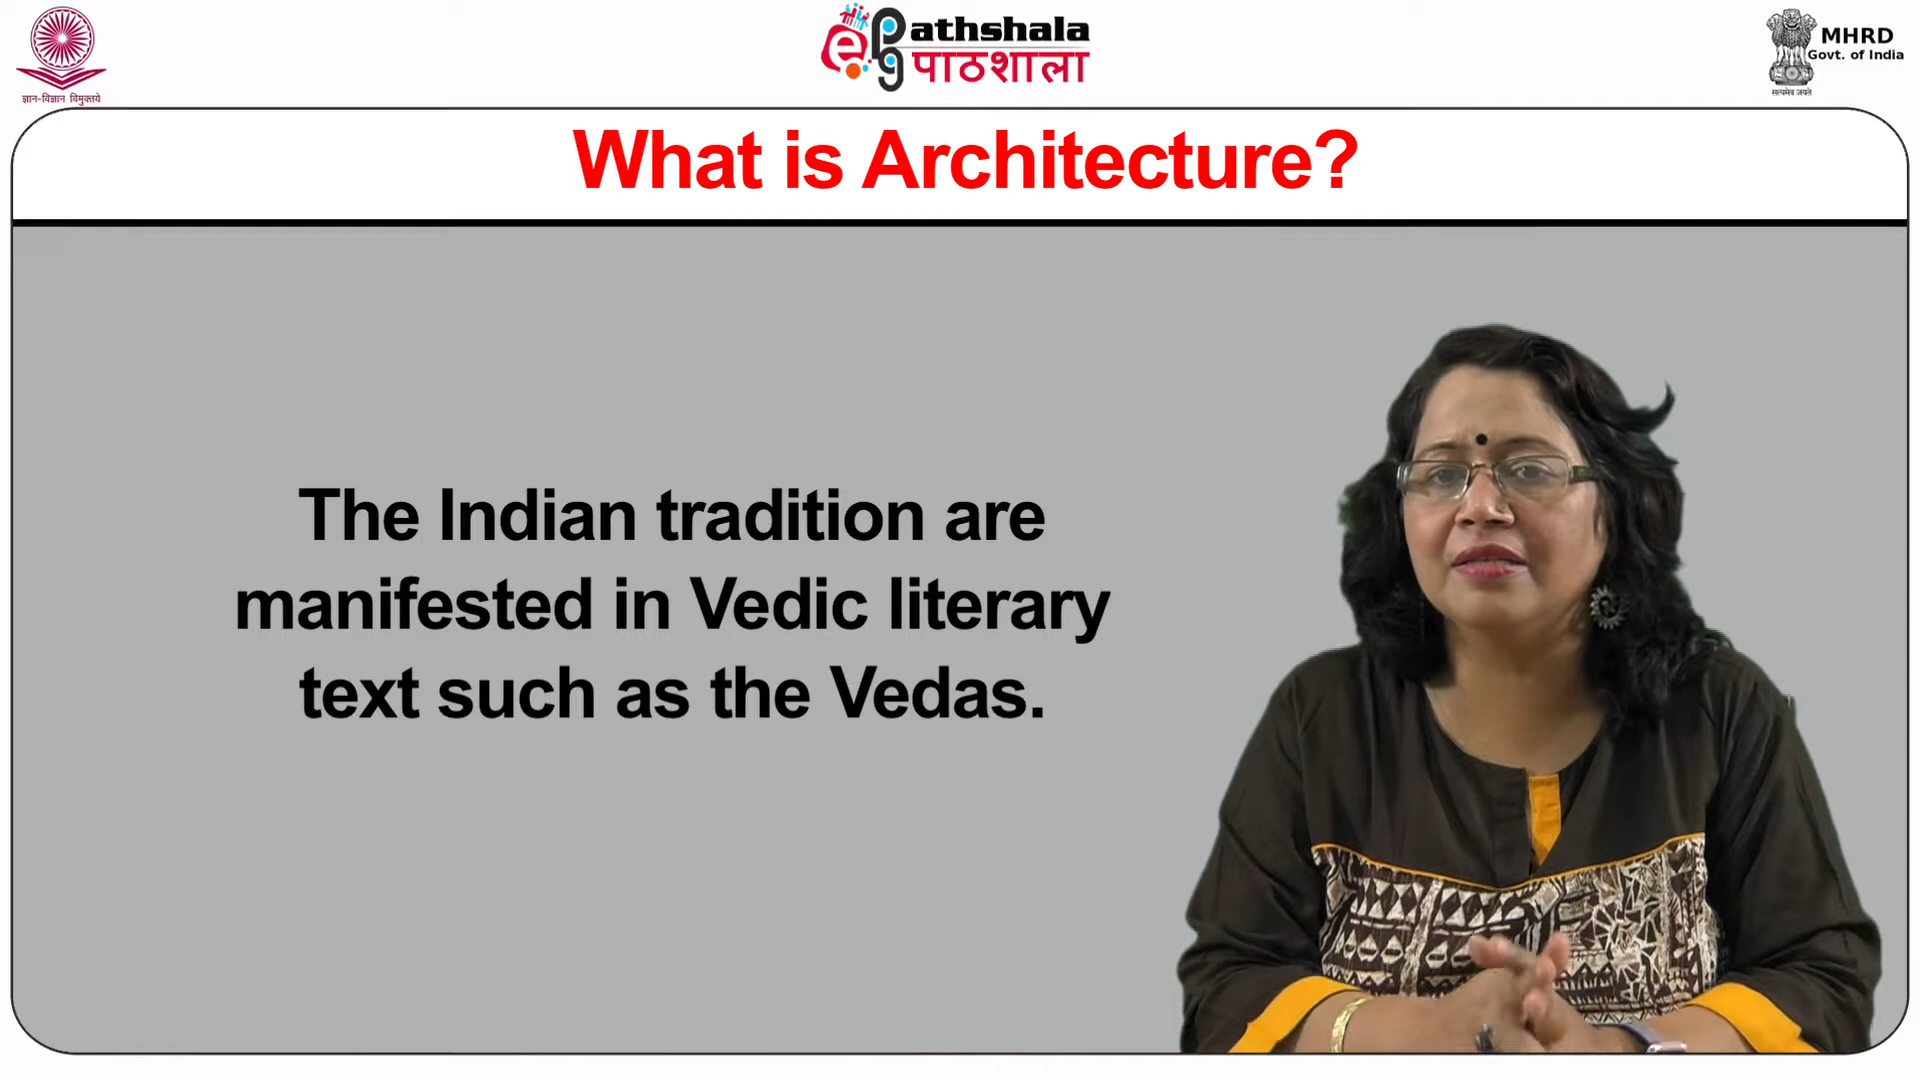 ज्ञान-विज्ञान विमुक्तये
ePathshala
पाठशाला
MHRD
Govt. of India
सत्यमेव जयते
What is Architecture?
The Indian tradition are
manifested in Vedic literary
text such as the Vedas.